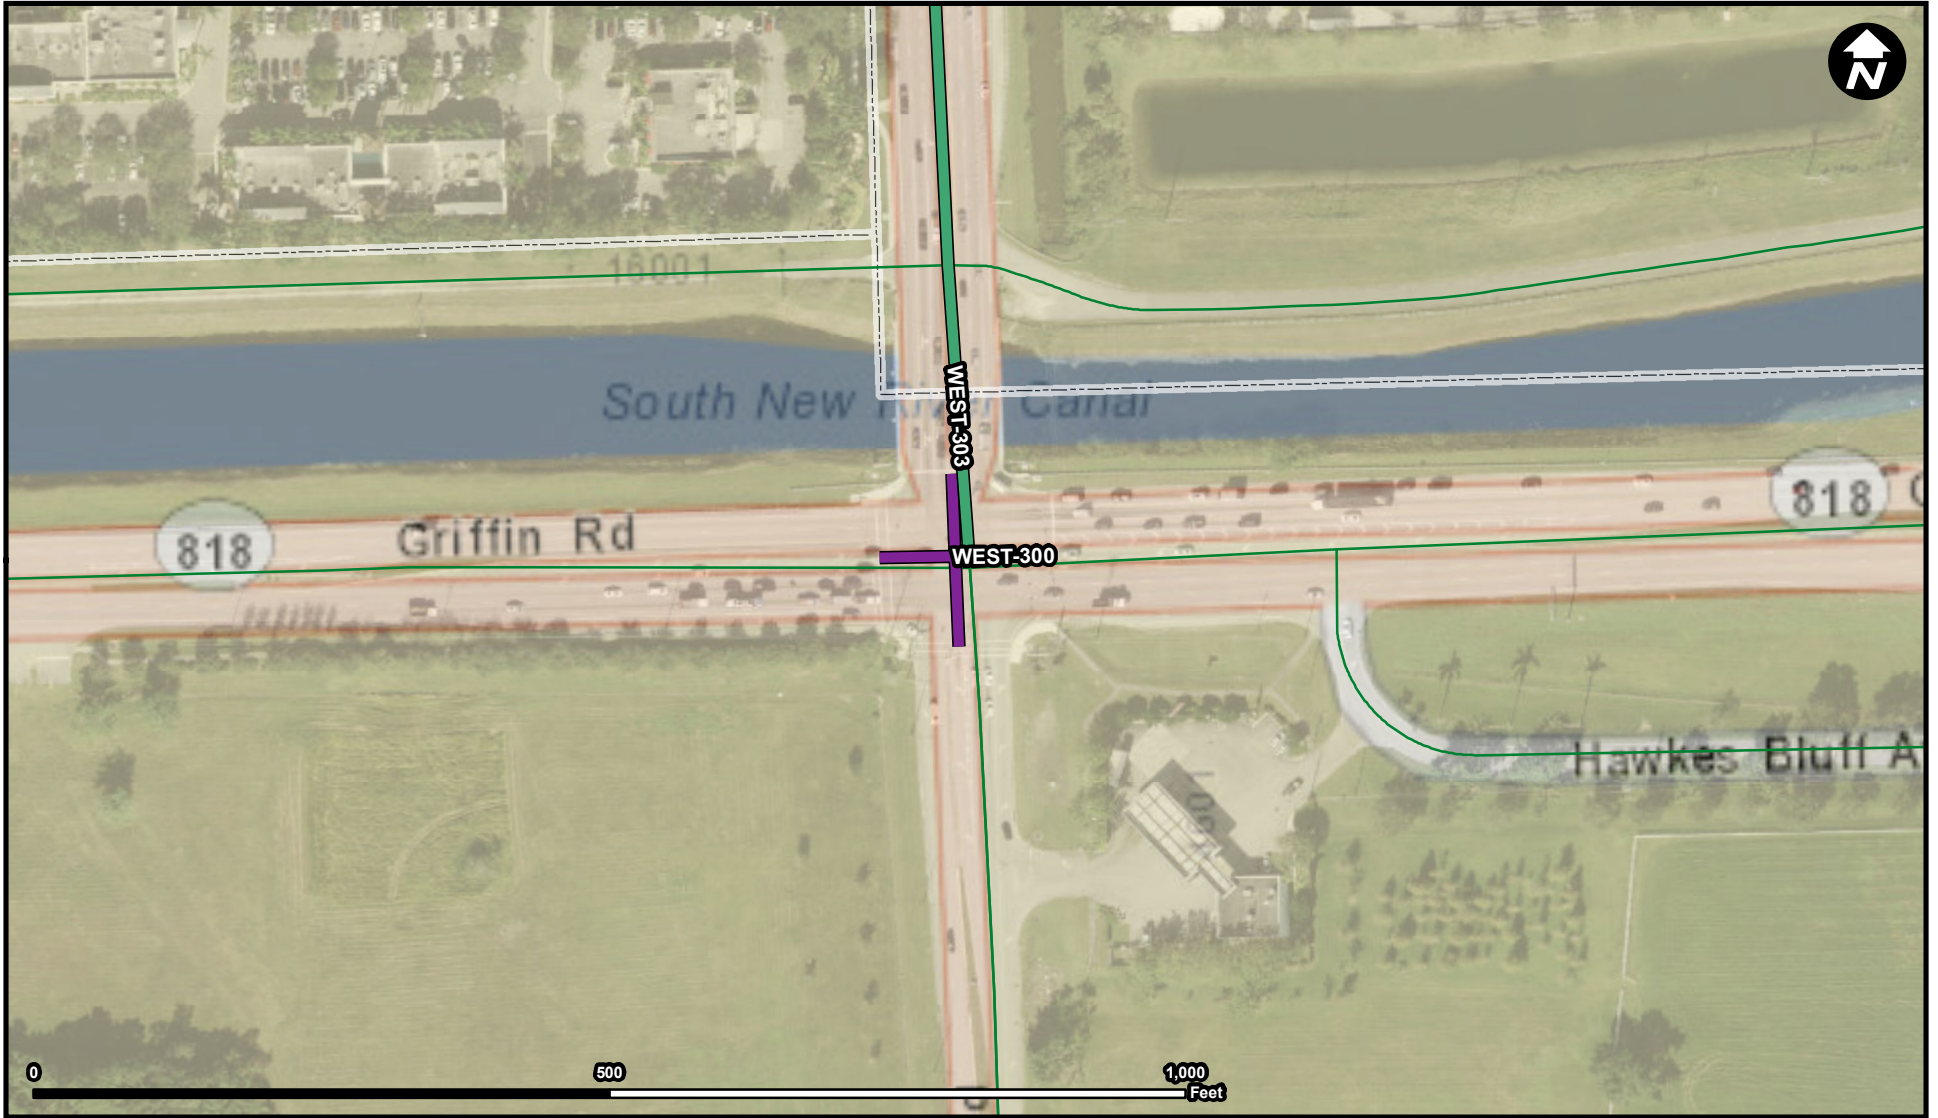 N
16001
WEST-303
South New River Canal
818
Griffin Rd
WEST-300
818
Hawkes Bluff A
0
500
1,000
Feet